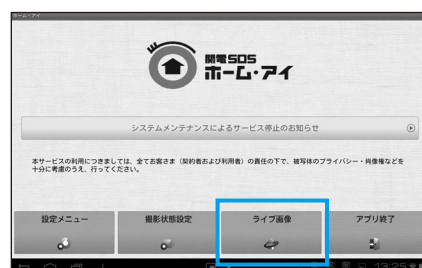 ホーム・アイ
関電SOS
ホーム・アイ
システムメンテナンスによるサービス停止のお知らせ
本サービスの利用につきましては、全てお客さま（契約者および利用者）の責任の下で、被写体のプライバシー・肖像権などを
十分に考慮のうえ、行ってください。
設定メニュー 撮影状態設定 ライブ画像 アプリ終了
13:25